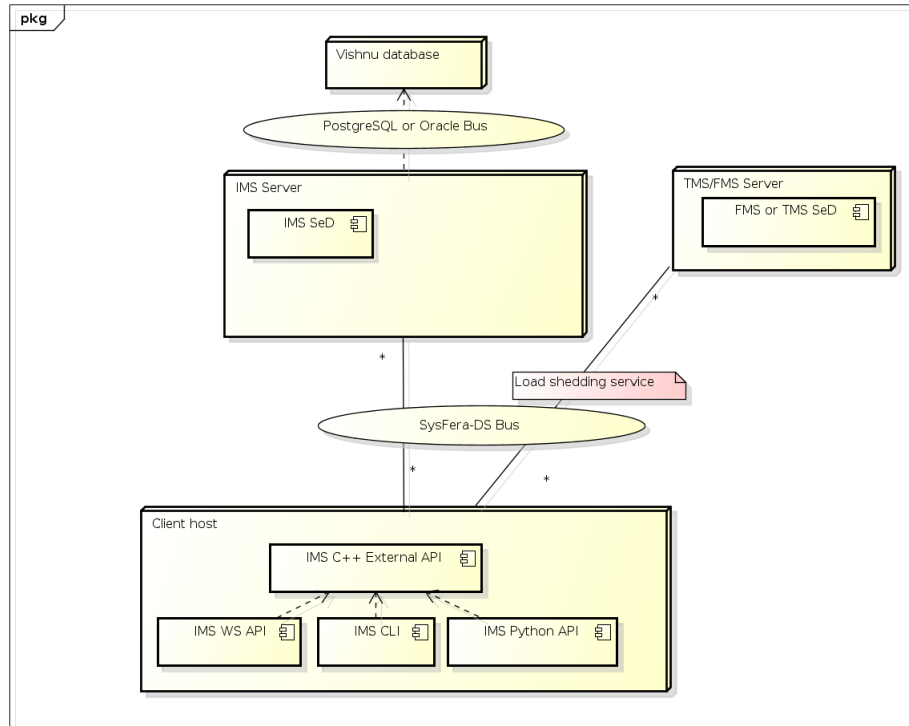 pkg
Vishnu database
PostgreSQL or Oracle Bus
IMS Server
IMS SeD
TMS/FMS Server
FMS or TMS SeD
*
*
Load shedding service
SysFera-DS Bus
*
*
Client host
IMS C++ External API
IMS WS API
IMS CLI
IMS Python API